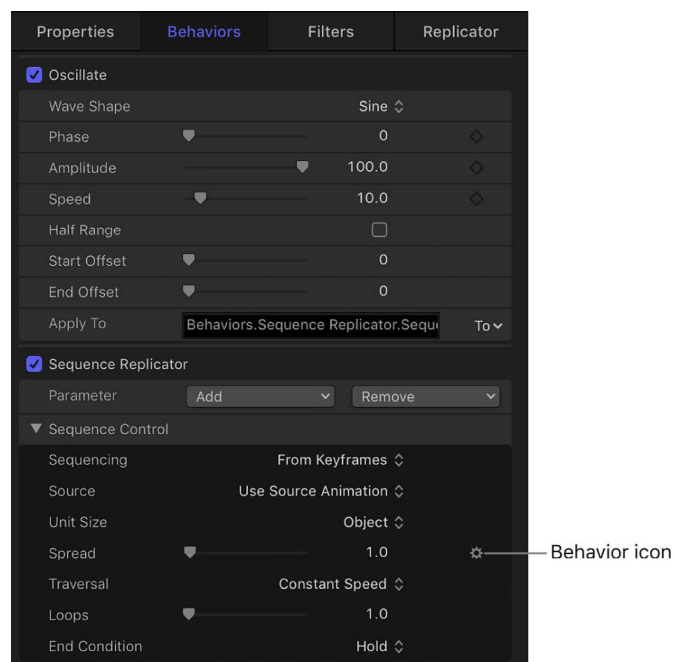 Properties Behaviors Filters Replicator
Oscillate
Wave Shape Sine
Phase 0
Amplitude 100.0
Speed 10.0
Half Range
Start Offset 0
End Offset 0
Apply To Behaviors.Sequence Replicator.Sequ To
Sequence Replicator
Parameter Add Remove
Sequence Control
Sequencing From Keyframes
Source Use Source Animation
Unit Size Object
Spread 1.0 Behavior icon
Traversal Constant Speed
Loops 1.0
End Condition Hold